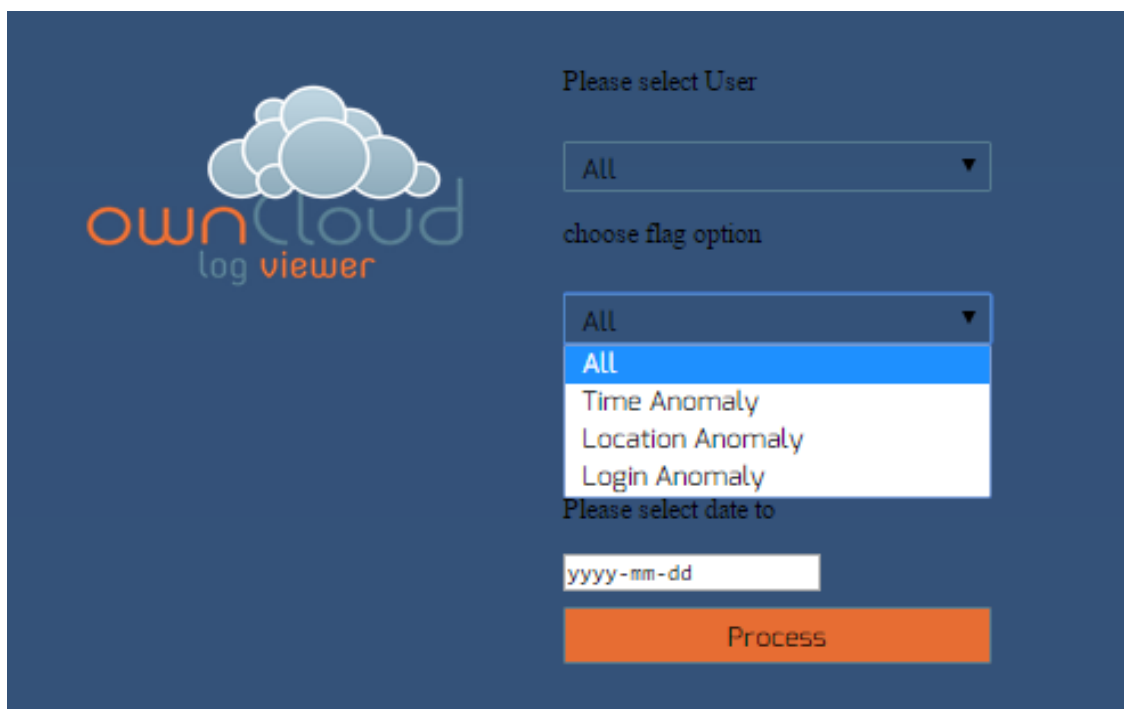 ownCloud
log viewer
Please select User
All
choose flag option
All
All
Time Anomaly
Location Anomaly
Login Anomaly
Please select date to
yyyy-mm-dd
Process